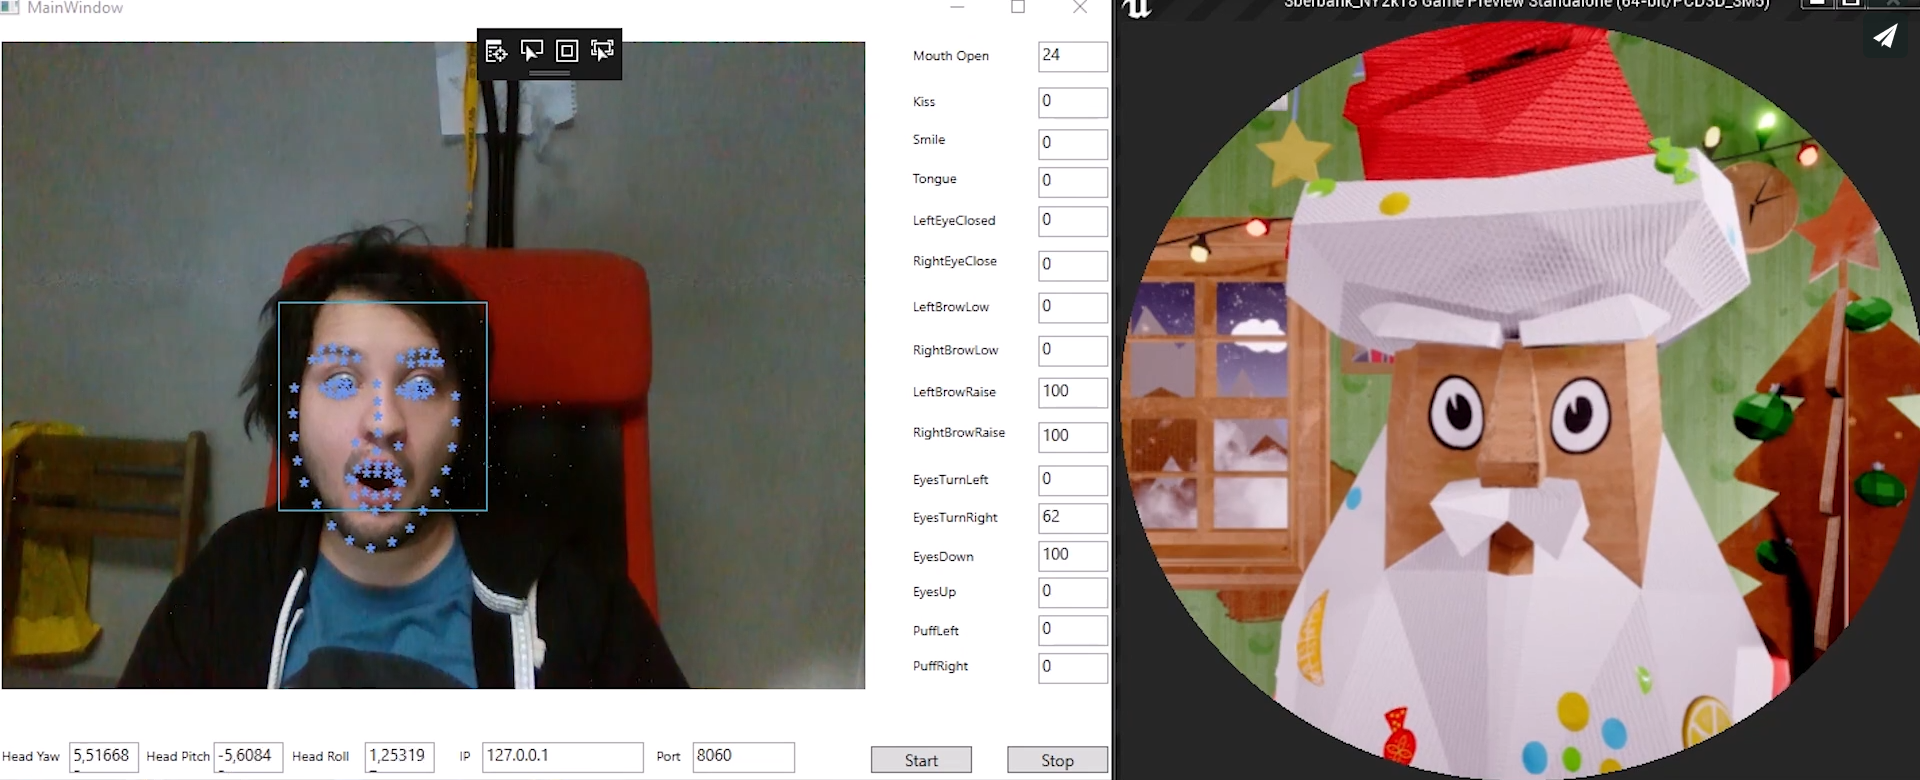 MainWindow
Mouth Open 24
Kiss 0
Smile 0
Tongue 0
LeftEyeClosed 0
RightEyeClose 0
LeftBrowLow 0
RightBrowLow 0
LeftBrowRaise 100
RightBrowRaise 100
EyesTurnLeft 0
EyesTurnRight 62
EyesDown 100
EyesUp 0
PuffLeft 0
PuffRight 0
Head Yaw 5,51668 Head Pitch -5,6084 Head Roll 1,25319 IP 127.0.0.1 Port 8060 Start Stop
Sberbank_NY2k18 Game Preview Standalone (64-bit/PCD3D_SM5)